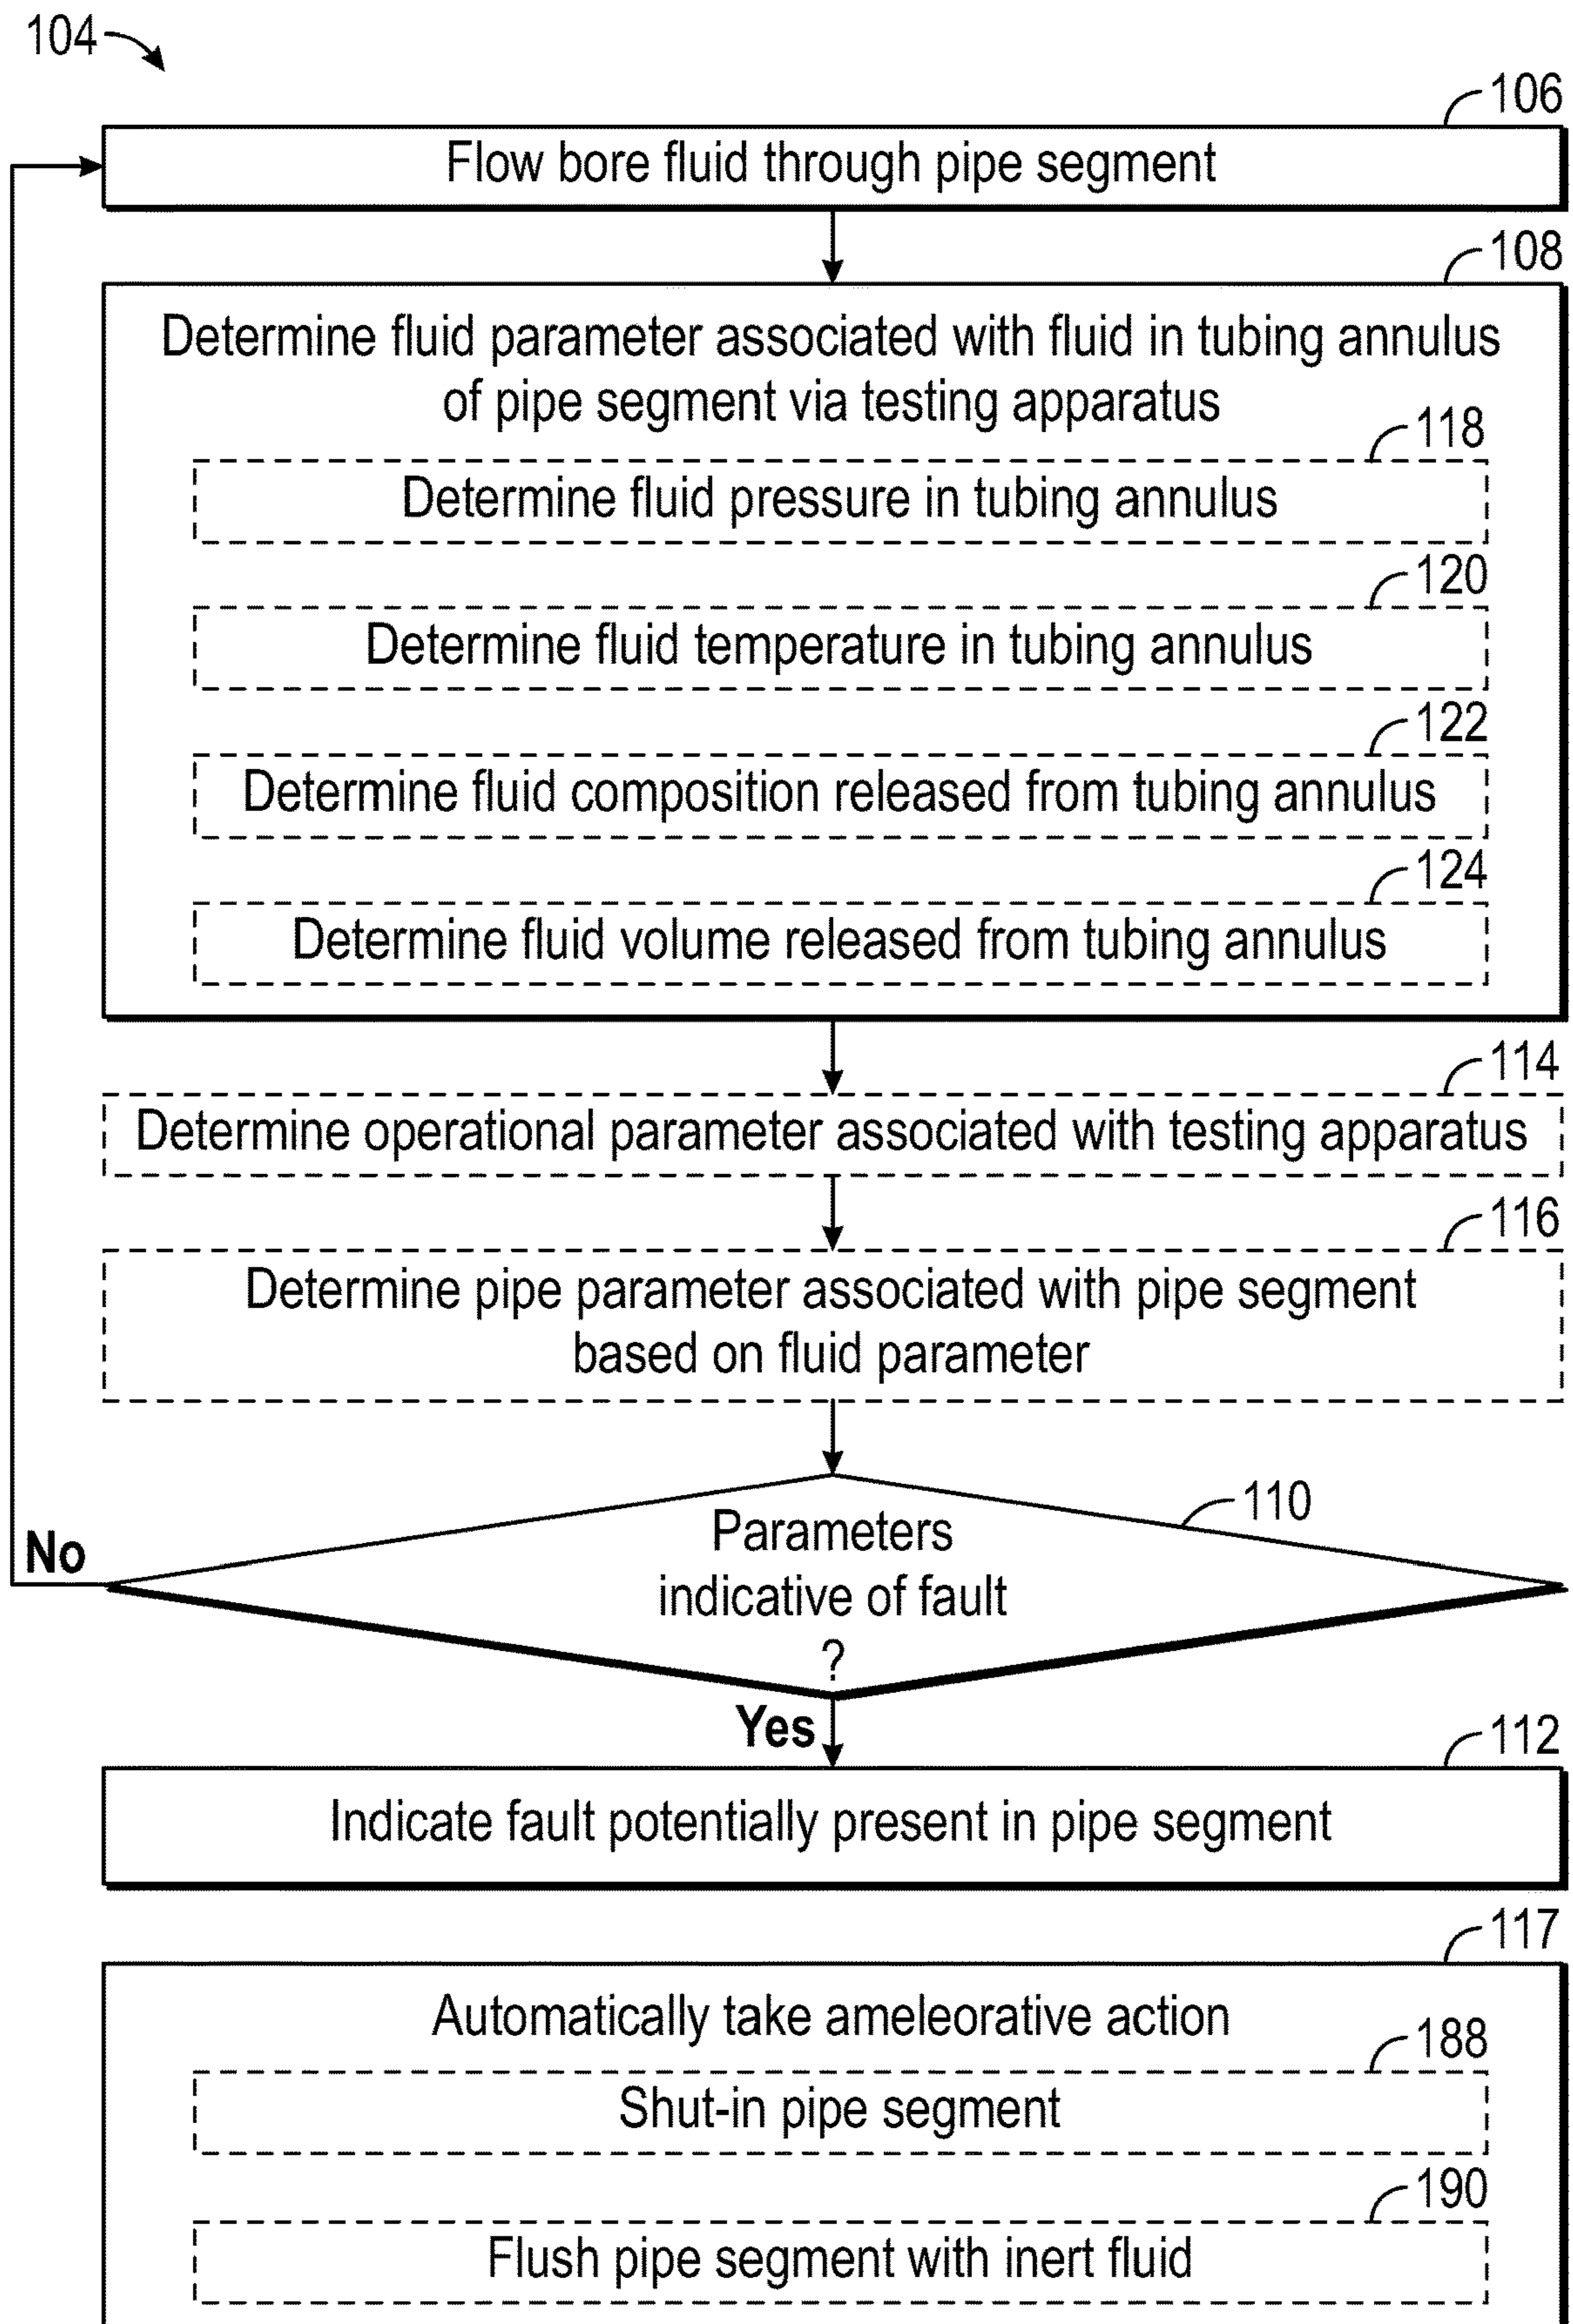 104
106
Flow bore fluid through pipe segment
108
Determine fluid parameter associated with fluid in tubing annulus
of pipe segment via testing apparatus
118
Determine fluid pressure in tubing annulus
120
Determine fluid temperature in tubing annulus
122
Determine fluid composition released from tubing annulus
124
Determine fluid volume released from tubing annulus
114
Determine operational parameter associated with testing apparatus
116
Determine pipe parameter associated with pipe segment
based on fluid parameter
110
Parameters
indicative of fault
?
No
Yes
112
Indicate fault potentially present in pipe segment
117
Automatically take ameleorative action
188
Shut-in pipe segment
190
Flush pipe segment with inert fluid